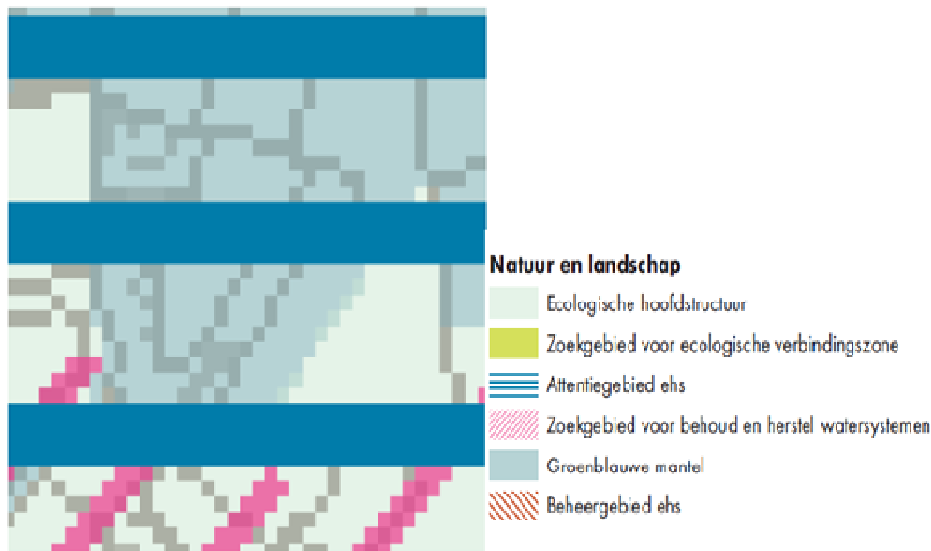 Natuur en landschap
Ecologische hoofdstructuur
Zoekgebied voor ecologische verbindingszone
Attentiegebied ehs
Zoekgebied voor behoud en herstel watersystemen
Groenblauwe mantel
Beheergebied ehs